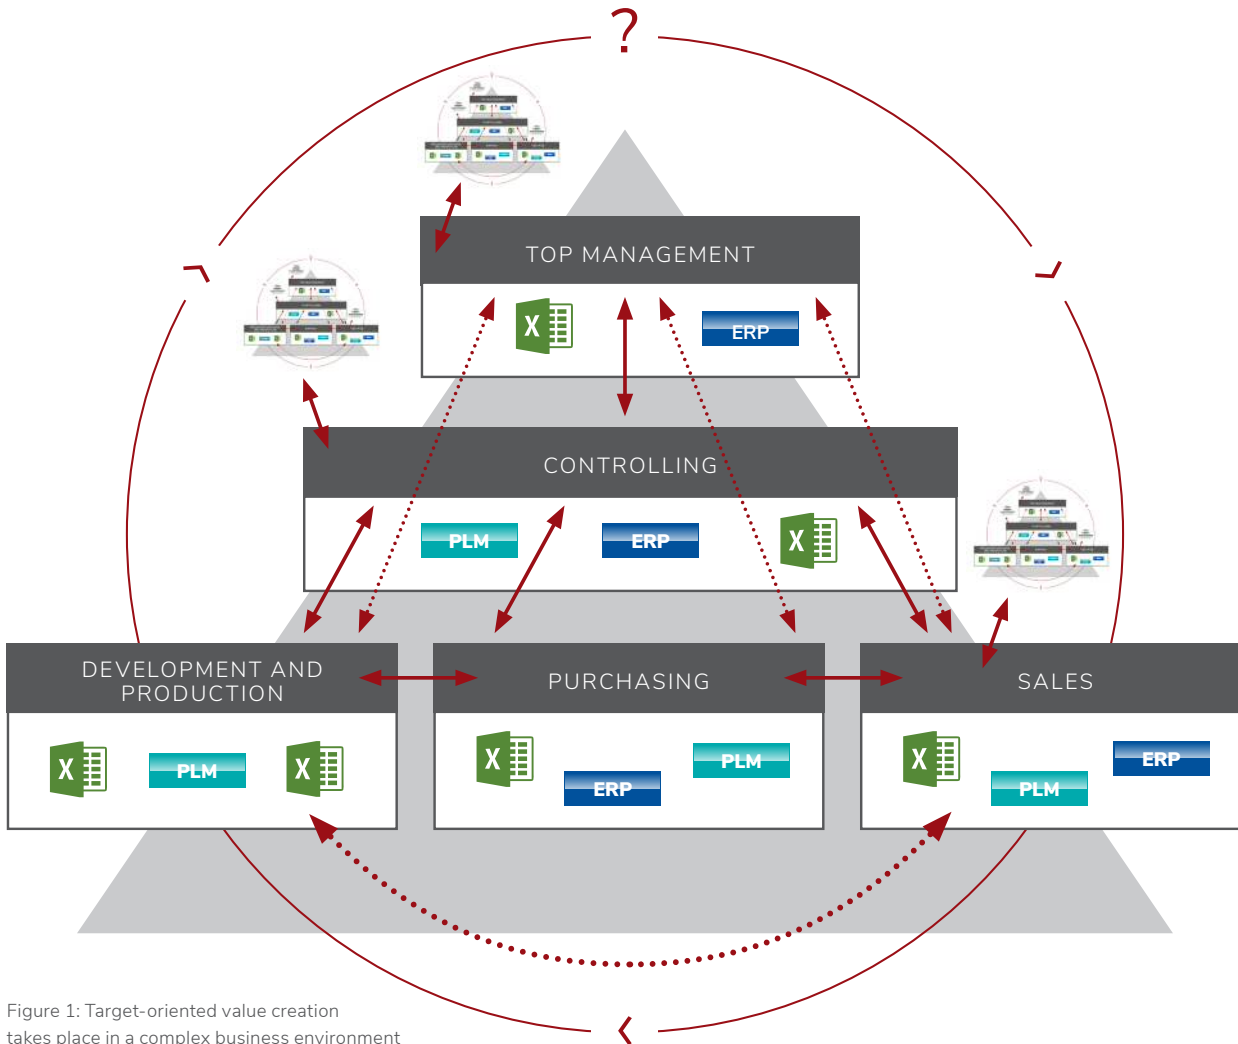 ?
TOP MANAGEMENT
X
ERP
CONTROLLING
PLM
ERP
X
DEVELOPMENT AND
PRODUCTION
PURCHASING
SALES
X
PLM
X
X
ERP
PLM
X
PLM
ERP
Figure 1: Target-oriented value creation
takes place in a complex business environment